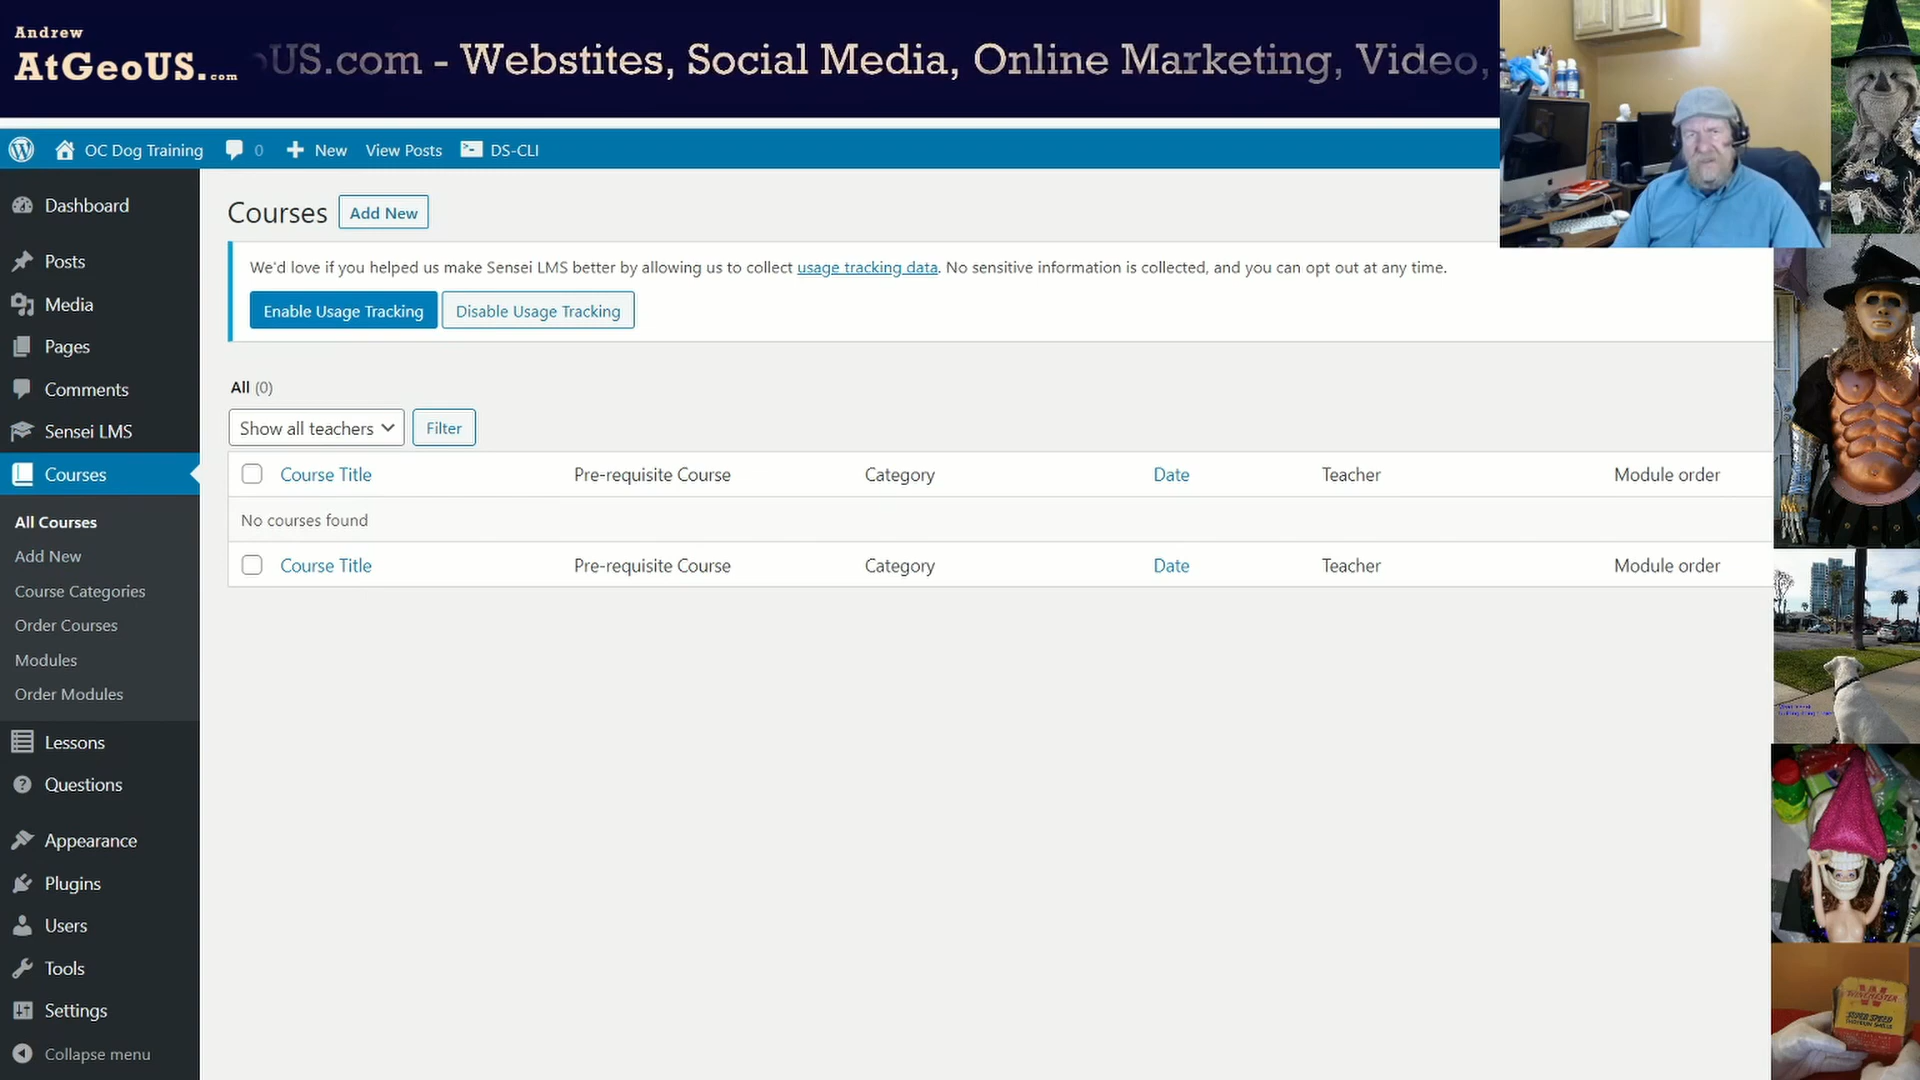 Andrew
AtGeoUS.com
US.com - Webstites, Social Media, Online Marketing, Video,
OC Dog Training
0
New
View Posts
DS-CLI
Dashboard
Posts
Media
Pages
Comments
Sensei LMS
Courses
All Courses
Add New
Course Categories
Order Courses
Modules
Order Modules
Lessons
Questions
Appearance
Plugins
Users
Tools
Settings
Collapse menu
Courses
Add New
We'd love if you helped us make Sensei LMS better by allowing us to collect usage tracking data. No sensitive information is collected, and you can opt out at any time.
Enable Usage Tracking
Disable Usage Tracking
All (0)
Show all teachers
Filter
Course Title Pre-requisite Course Category Date Teacher Module order
No courses found
Course Title Pre-requisite Course Category Date Teacher Module order
WINCHESTER
SUPER SPEED